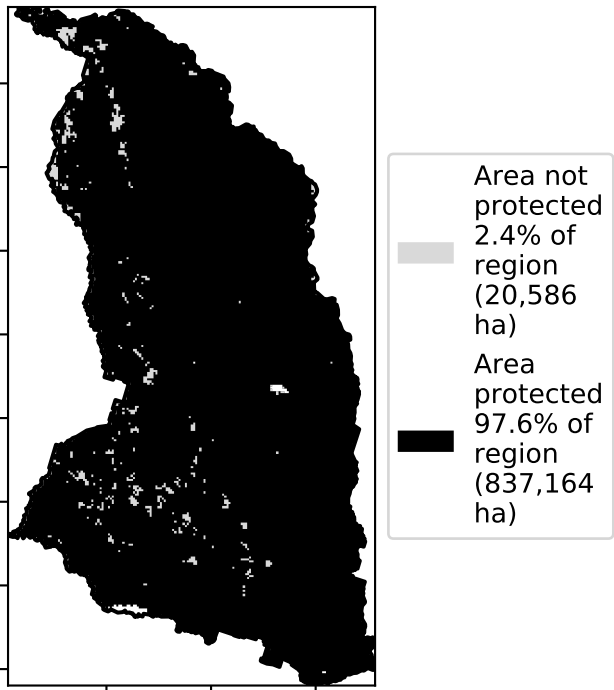 Area not
protected
2.4% of
region
(20,586
ha)
Area
protected
97.6% of
region
(837,164
ha)